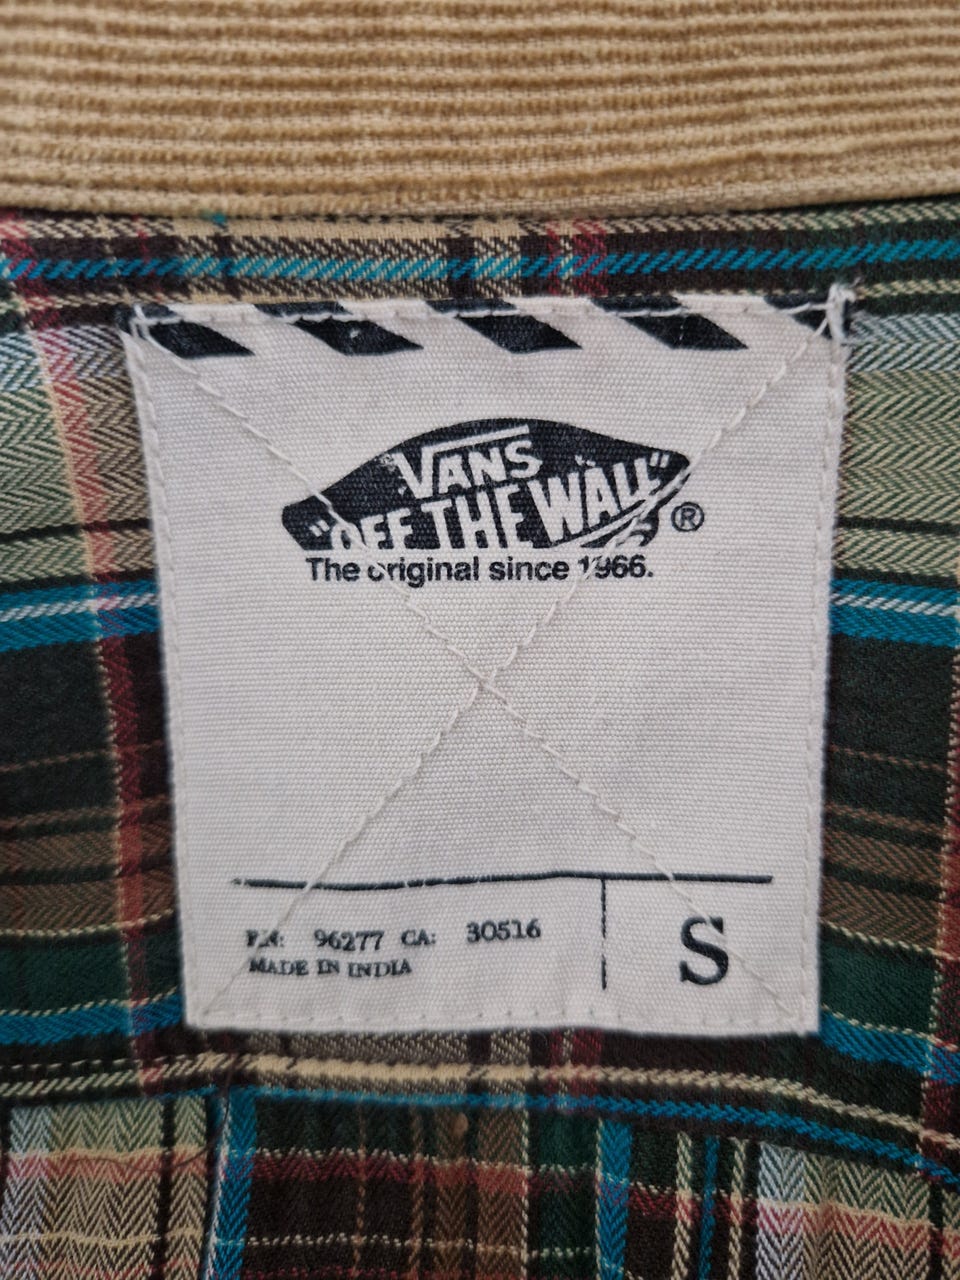 VANS
"OFF THE WALL"
®
The original since 1966.
RN: 96277 CA: 30516
MADE IN INDIA
S